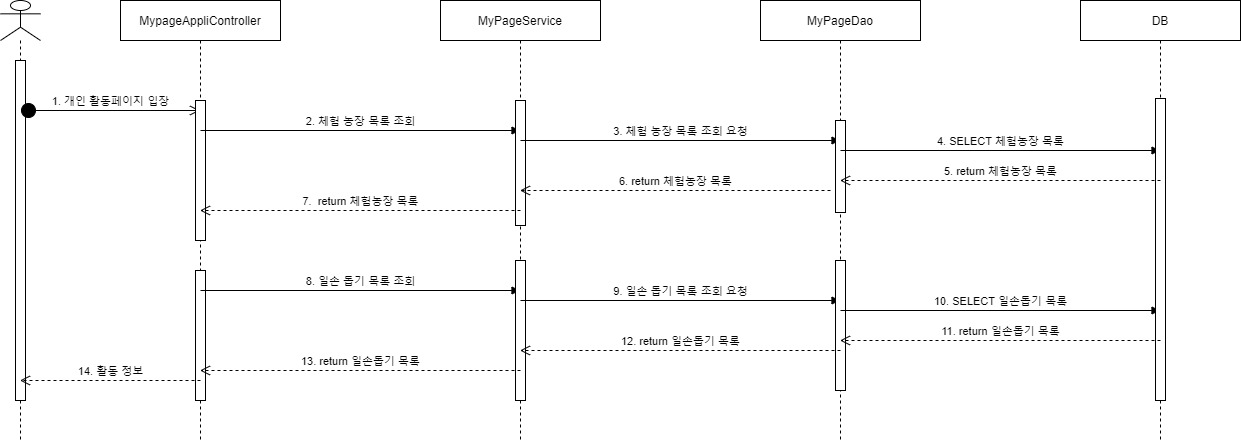 MypageAppliController
MyPageService
MyPageDao
DB
1. 개인 활동페이지 입장
2. 체험 농장 목록 조회
3. 체험 농장 목록 조회 요청
4. SELECT 체험농장 목록
5. return 체험농장 목록
6. return 체험농장 목록
7. return 체험농장 목록
8. 일손 돕기 목록 조회
9. 일손 돕기 목록 조회 요청
10. SELECT 일손돕기 목록
11. return 일손돕기 목록
12. return 일손돕기 목록
13. return 일손돕기 목록
14. 활동 정보